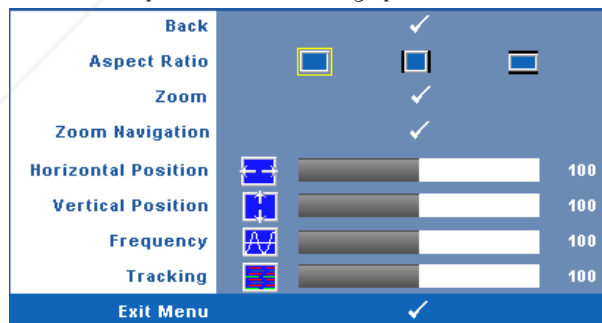 Back
Aspect Ratio
Zoom
Zoom Navigation
Horizontal Position 100
Vertical Position 100
Frequency 100
Tracking 100
Exit Menu